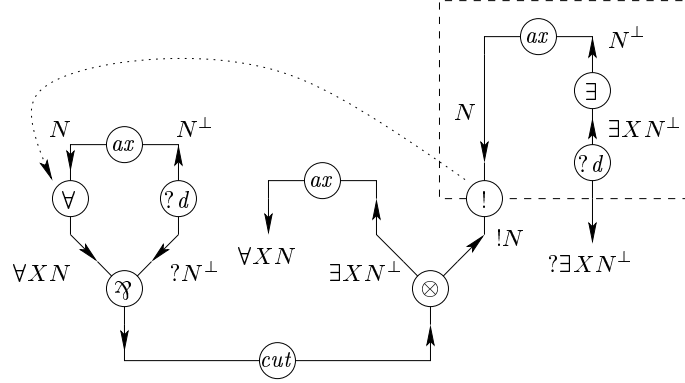 ax N⊥
∃
N
∃XN⊥
N ax N⊥
?d
ax
∀ ?d !
∀XN !N
?∃XN⊥
∀XN ?N⊥ ∃XN⊥
⅋ ⊗
cut